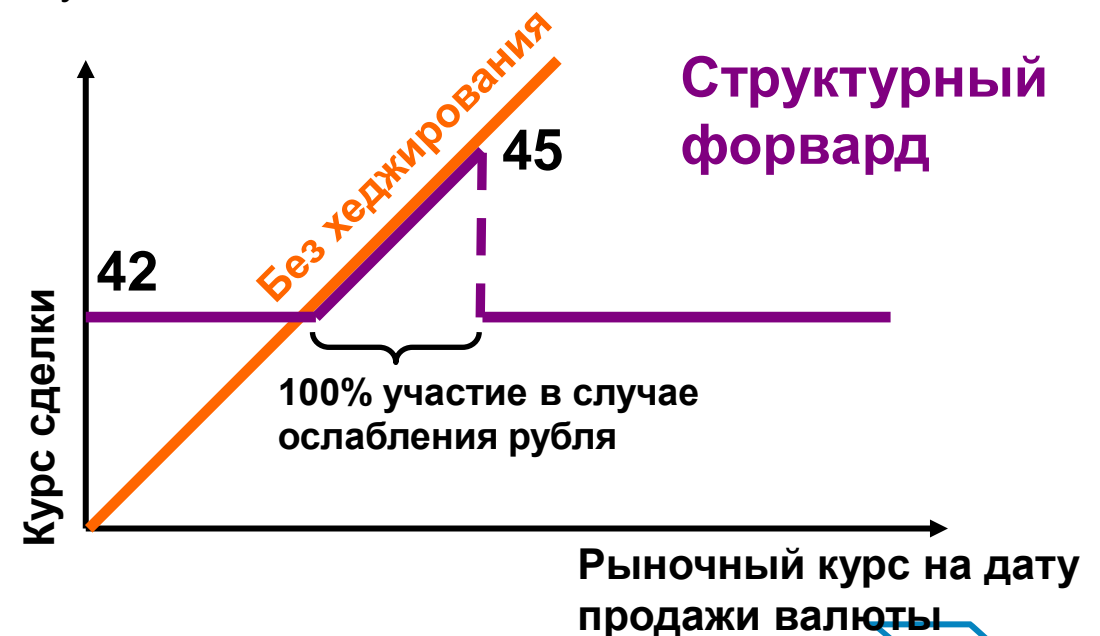 Структурный
форвард
Без хеджирования
45
42
Курс сделки
100% участие в случае
ослабления рубля
Рыночный курс на дату
продажи валюты